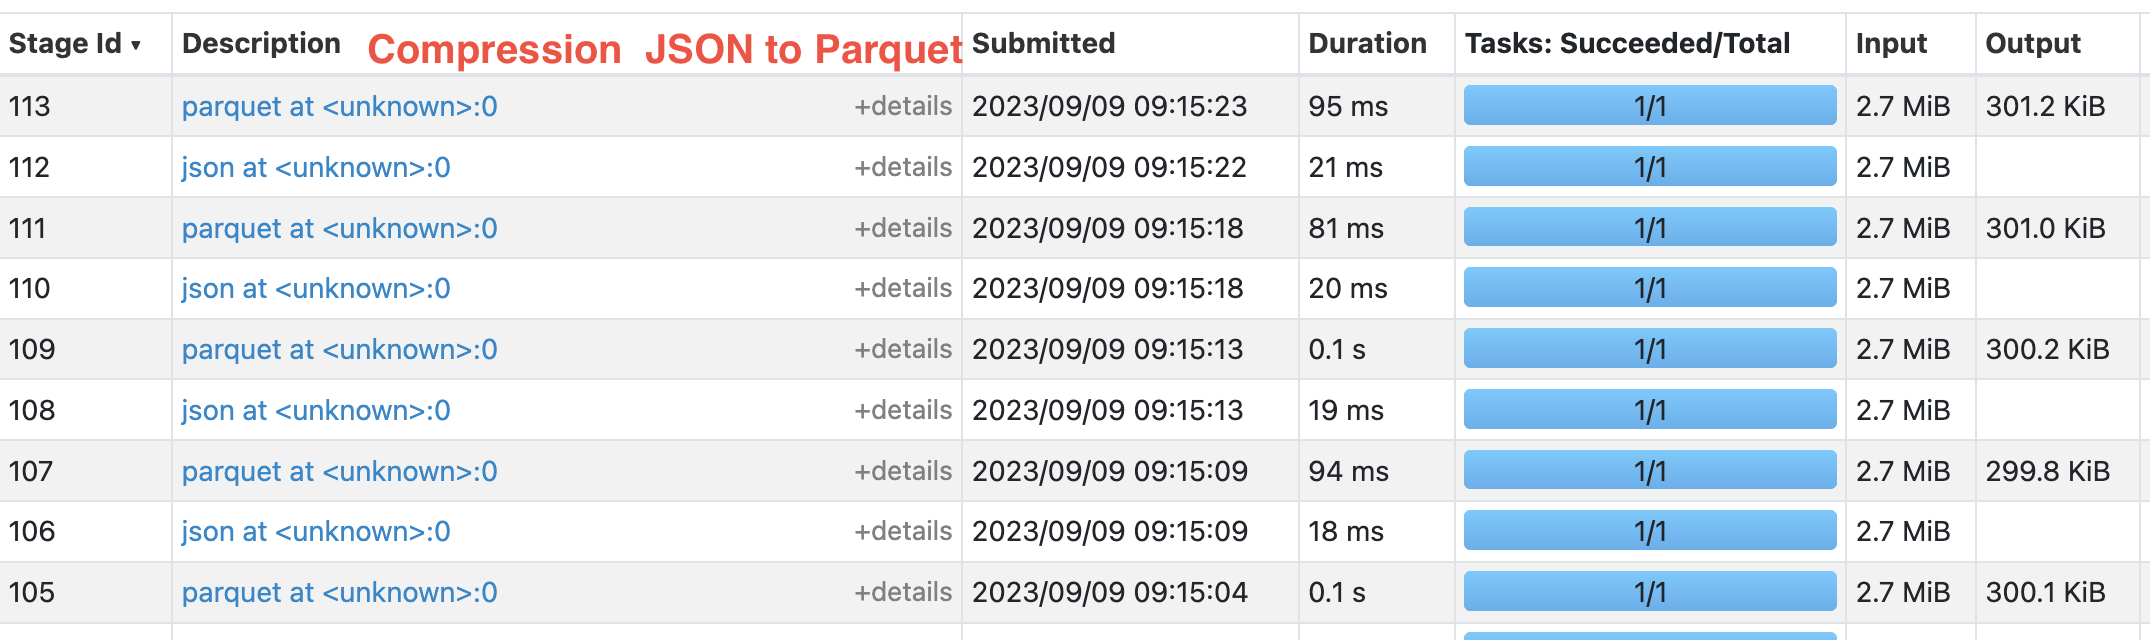 Stage Id ▾ Description Compression JSON to Parquet Submitted Duration Tasks: Succeeded/Total Input Output
113 parquet at <unknown>:0 +details 2023/09/09 09:15:23 95 ms 1/1 2.7 MiB 301.2 KiB
112 json at <unknown>:0 +details 2023/09/09 09:15:22 21 ms 1/1 2.7 MiB
111 parquet at <unknown>:0 +details 2023/09/09 09:15:18 81 ms 1/1 2.7 MiB 301.0 KiB
110 json at <unknown>:0 +details 2023/09/09 09:15:18 20 ms 1/1 2.7 MiB
109 parquet at <unknown>:0 +details 2023/09/09 09:15:13 0.1 s 1/1 2.7 MiB 300.2 KiB
108 json at <unknown>:0 +details 2023/09/09 09:15:13 19 ms 1/1 2.7 MiB
107 parquet at <unknown>:0 +details 2023/09/09 09:15:09 94 ms 1/1 2.7 MiB 299.8 KiB
106 json at <unknown>:0 +details 2023/09/09 09:15:09 18 ms 1/1 2.7 MiB
105 parquet at <unknown>:0 +details 2023/09/09 09:15:04 0.1 s 1/1 2.7 MiB 300.1 KiB